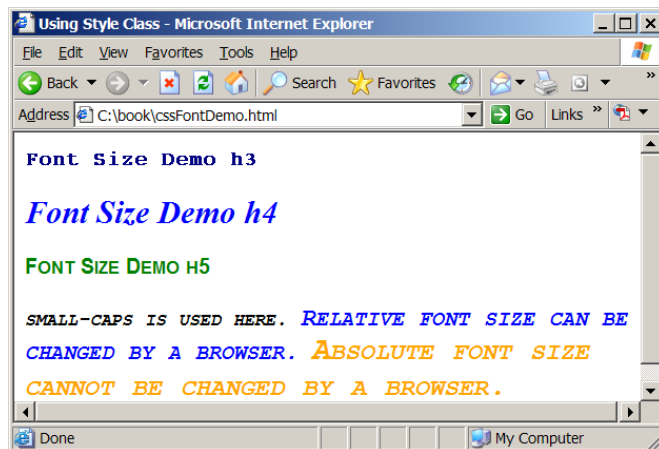 Using Style Class - Microsoft Internet Explorer
File Edit View Favorites Tools Help
Back Search Favorites »
Address C:\book\cssFontDemo.html Go Links »
Font Size Demo h3
Font Size Demo h4
Font Size Demo h5
small-caps is used here. Relative font size can be
changed by a browser. Absolute font size
cannot be changed by a browser.
Done My Computer